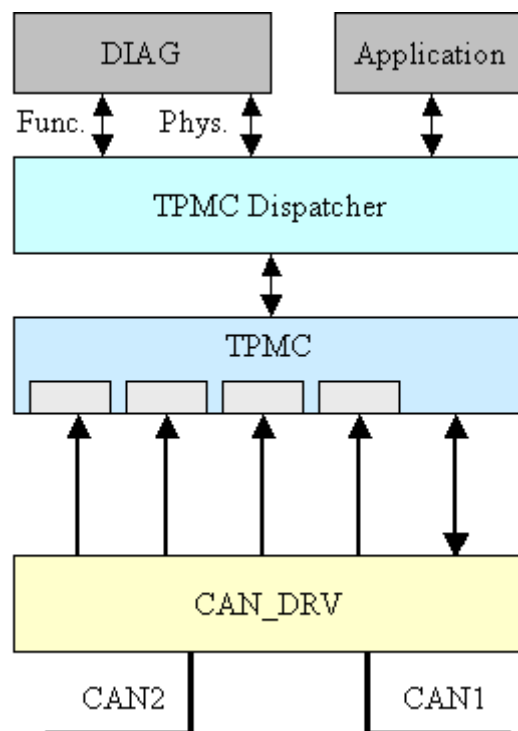 DIAG
Application
Func.
Phys.
TPMC Dispatcher
TPMC
CAN_DRV
CAN2
CAN1